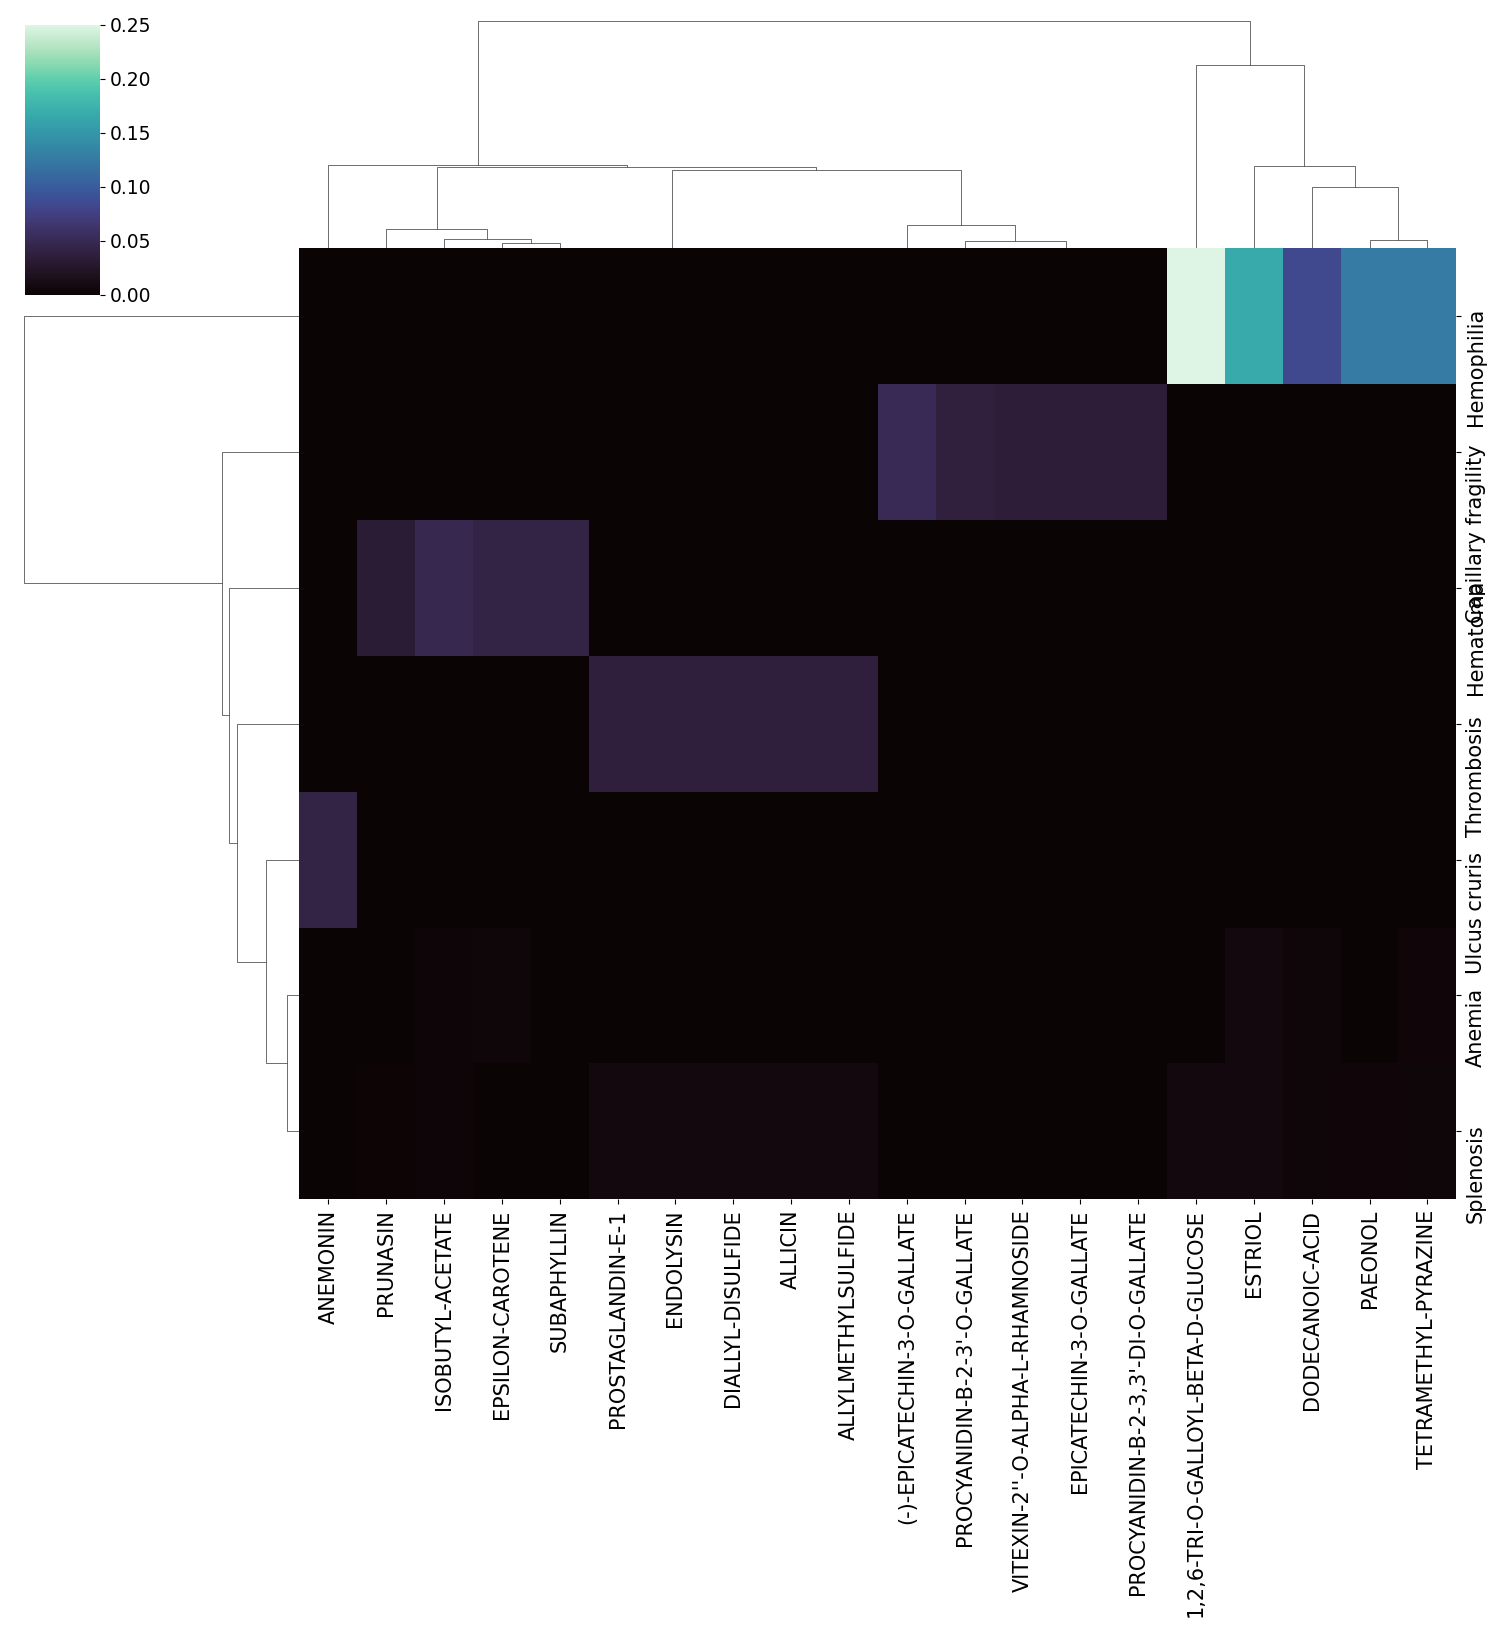 0.25
0.20
0.15
0.10
0.05
0.00
Hemophilia
Capillary fragility
Hematoma
Thrombosis
Ulcus cruris
Anemia
Splenosis
ANEMONIN
PRUNASIN
ISOBUTYL-ACETATE
EPSILON-CAROTENE
SUBAPHYLLIN
PROSTAGLANDIN-E-1
ENDOLYSIN
DIALLYL-DISULFIDE
ALLICIN
ALLYLMETHYLSULFIDE
(-)-EPICATECHIN-3-O-GALLATE
PROCYANIDIN-B-2-3'-O-GALLATE
VITEXIN-2''-O-ALPHA-L-RHAMNOSIDE
EPICATECHIN-3-O-GALLATE
PROCYANIDIN-B-2-3,3'-DI-O-GALLATE
1,2,6-TRI-O-GALLOYL-BETA-D-GLUCOSE
ESTRIOL
DODECANOIC-ACID
PAEONOL
TETRAMETHYL-PYRAZINE